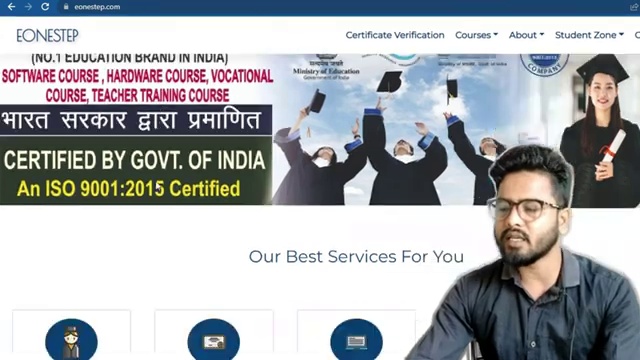 eonestep.com
EONESTEP
Certificate Verification Courses About Student Zone
(NO.1 EDUCATION BRAND IN INDIA)
SOFTWARE COURSE , HARDWARE COURSE, VOCATIONAL
COURSE, TEACHER TRAINING COURSE
भारत सरकार द्वारा प्रमाणित
CERTIFIED BY GOVT. OF INDIA
An ISO 9001:2015 Certified
Ministry of Education
Government of India
COMPANY
Our Best Services For You